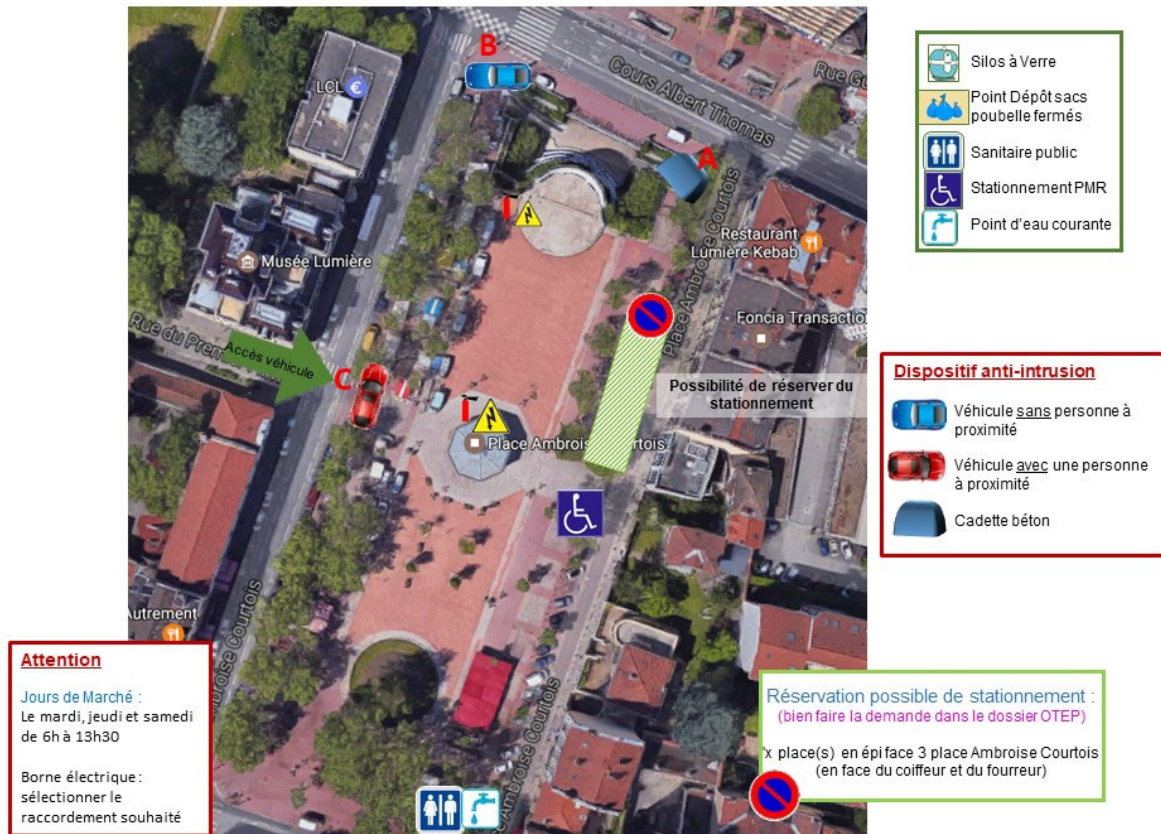 B
LCL
Cours Albert Thomas
Rue Gu
A
Restaurant
Lumière Kebab
Musée Lumière
Place Ambroise Courtois
Foncia Transaction
Rue du Prem
Accès véhicule
C
Possibilité de réserver du
stationnement
Place Ambroise Courtois
Autrement
mbroise Courtois
Ambroise Courtois
Silos à Verre
Point Dépôt sacs
poubelle fermés
Sanitaire public
Stationnement PMR
Point d'eau courante
Dispositif anti-intrusion
Véhicule sans personne à
proximité
Véhicule avec une personne
à proximité
Cadette béton
Attention
Jours de Marché :
Le mardi, jeudi et samedi
de 6h à 13h30
Borne électrique :
sélectionner le
raccordement souhaité
Réservation possible de stationnement :
(bien faire la demande dans le dossier OTEP)
'x place(s) en épi face 3 place Ambroise Courtois
(en face du coiffeur et du fourreur)